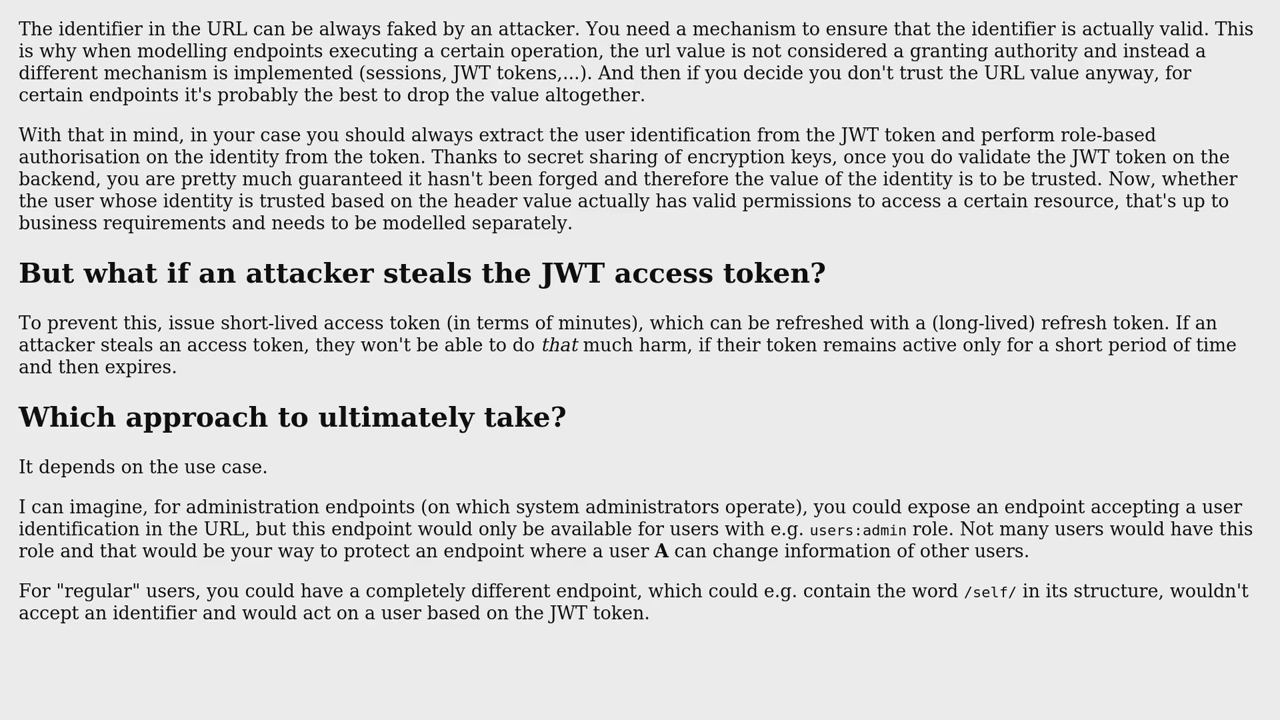 The identifier in the URL can be always faked by an attacker. You need a mechanism to ensure that the identifier is actually valid. This
is why when modelling endpoints executing a certain operation, the url value is not considered a granting authority and instead a
different mechanism is implemented (sessions, JWT tokens,...). And then if you decide you don't trust the URL value anyway, for
certain endpoints it's probably the best to drop the value altogether.
With that in mind, in your case you should always extract the user identification from the JWT token and perform role-based
authorisation on the identity from the token. Thanks to secret sharing of encryption keys, once you do validate the JWT token on the
backend, you are pretty much guaranteed it hasn't been forged and therefore the value of the identity is to be trusted. Now, whether
the user whose identity is trusted based on the header value actually has valid permissions to access a certain resource, that's up to
business requirements and needs to be modelled separately.
But what if an attacker steals the JWT access token?
To prevent this, issue short-lived access token (in terms of minutes), which can be refreshed with a (long-lived) refresh token. If an
attacker steals an access token, they won't be able to do that much harm, if their token remains active only for a short period of time
and then expires.
Which approach to ultimately take?
It depends on the use case.
I can imagine, for administration endpoints (on which system administrators operate), you could expose an endpoint accepting a user
identification in the URL, but this endpoint would only be available for users with e.g. users:admin role. Not many users would have this
role and that would be your way to protect an endpoint where a user A can change information of other users.
For "regular" users, you could have a completely different endpoint, which could e.g. contain the word /self/ in its structure, wouldn't
accept an identifier and would act on a user based on the JWT token.